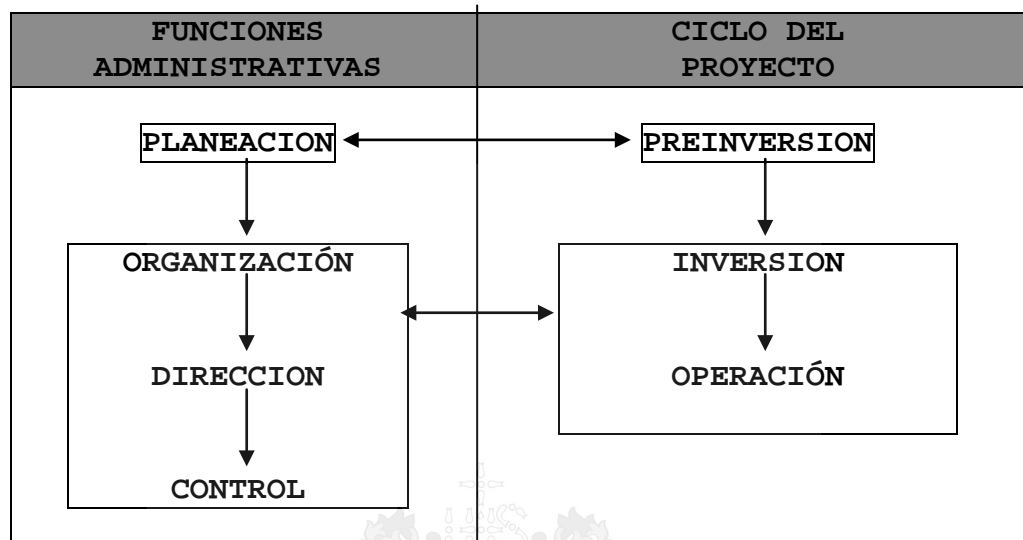 FUNCIONES
ADMINISTRATIVAS
CICLO DEL
PROYECTO
PLANEACION
PREINVERSION
ORGANIZACIÓN
INVERSION
DIRECCION
OPERACIÓN
CONTROL